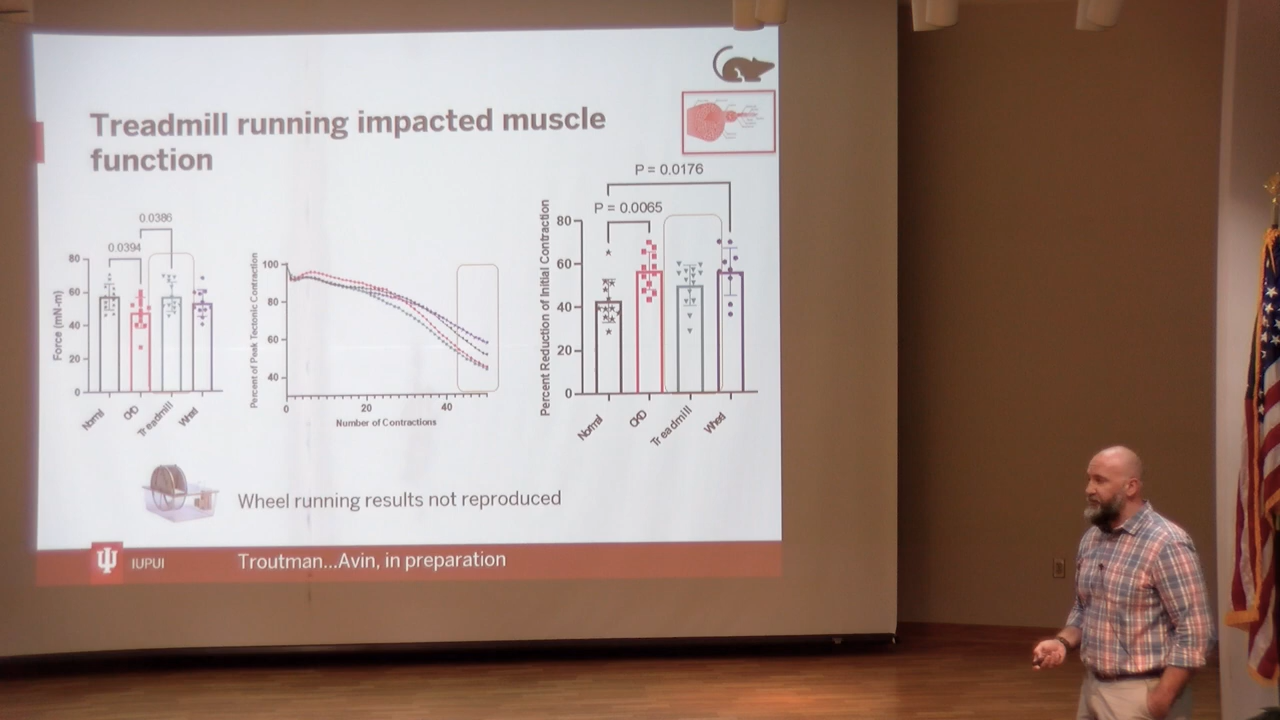 Treadmill running impacted muscle
function
0.0386
0.0394
80
60
40
20
0
Force (mN-m)
Normal
CKD
Treadmill
Wheel
100
80
60
40
Percent of Peak Tectonic Contraction
0
20
40
Number of Contractions
P = 0.0176
P = 0.0065
80
60
40
20
0
Percent Reduction of Initial Contraction
Normal
CKD
Treadmill
Wheel
Wheel running results not reproduced
IUPUI
Troutman...Avin, in preparation